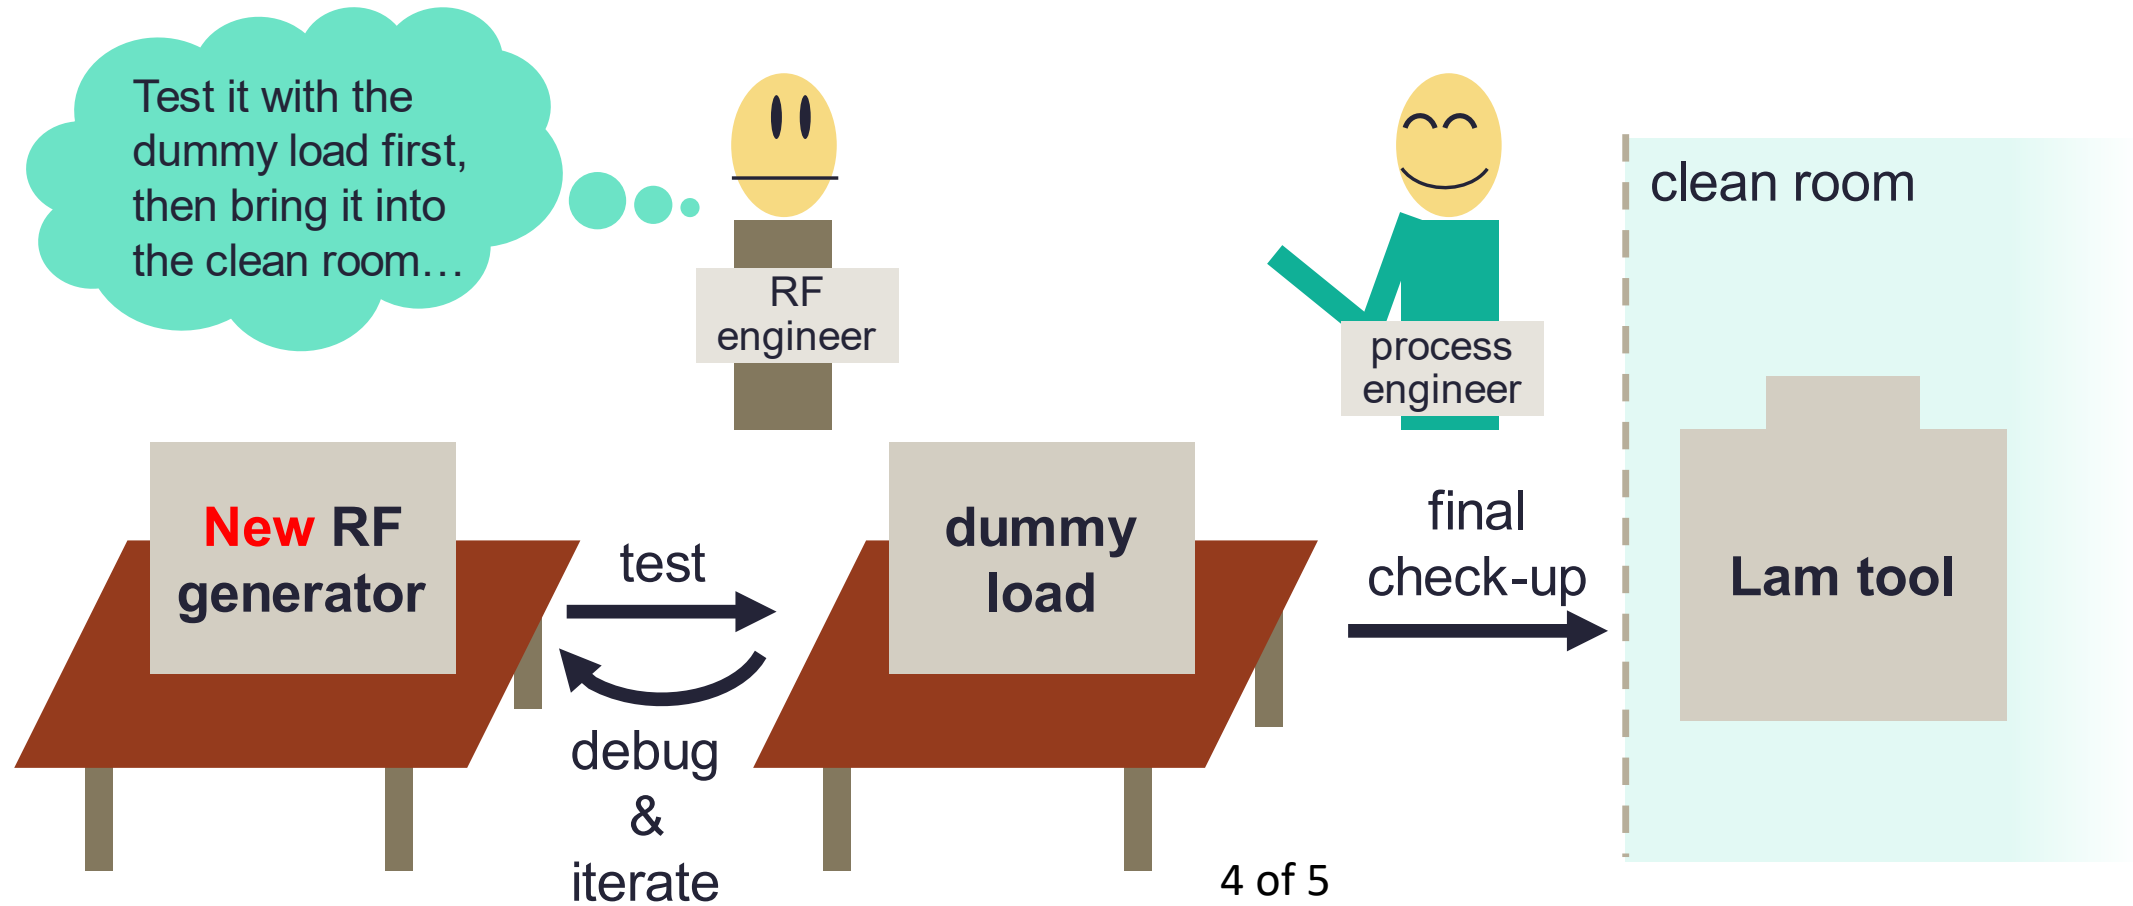 Test it with the
dummy load first,
then bring it into
the clean room…
RF
engineer
process
engineer
clean room
New RF
generator
test
debug
&
iterate
dummy
load
final
check-up
Lam tool
4 of 5